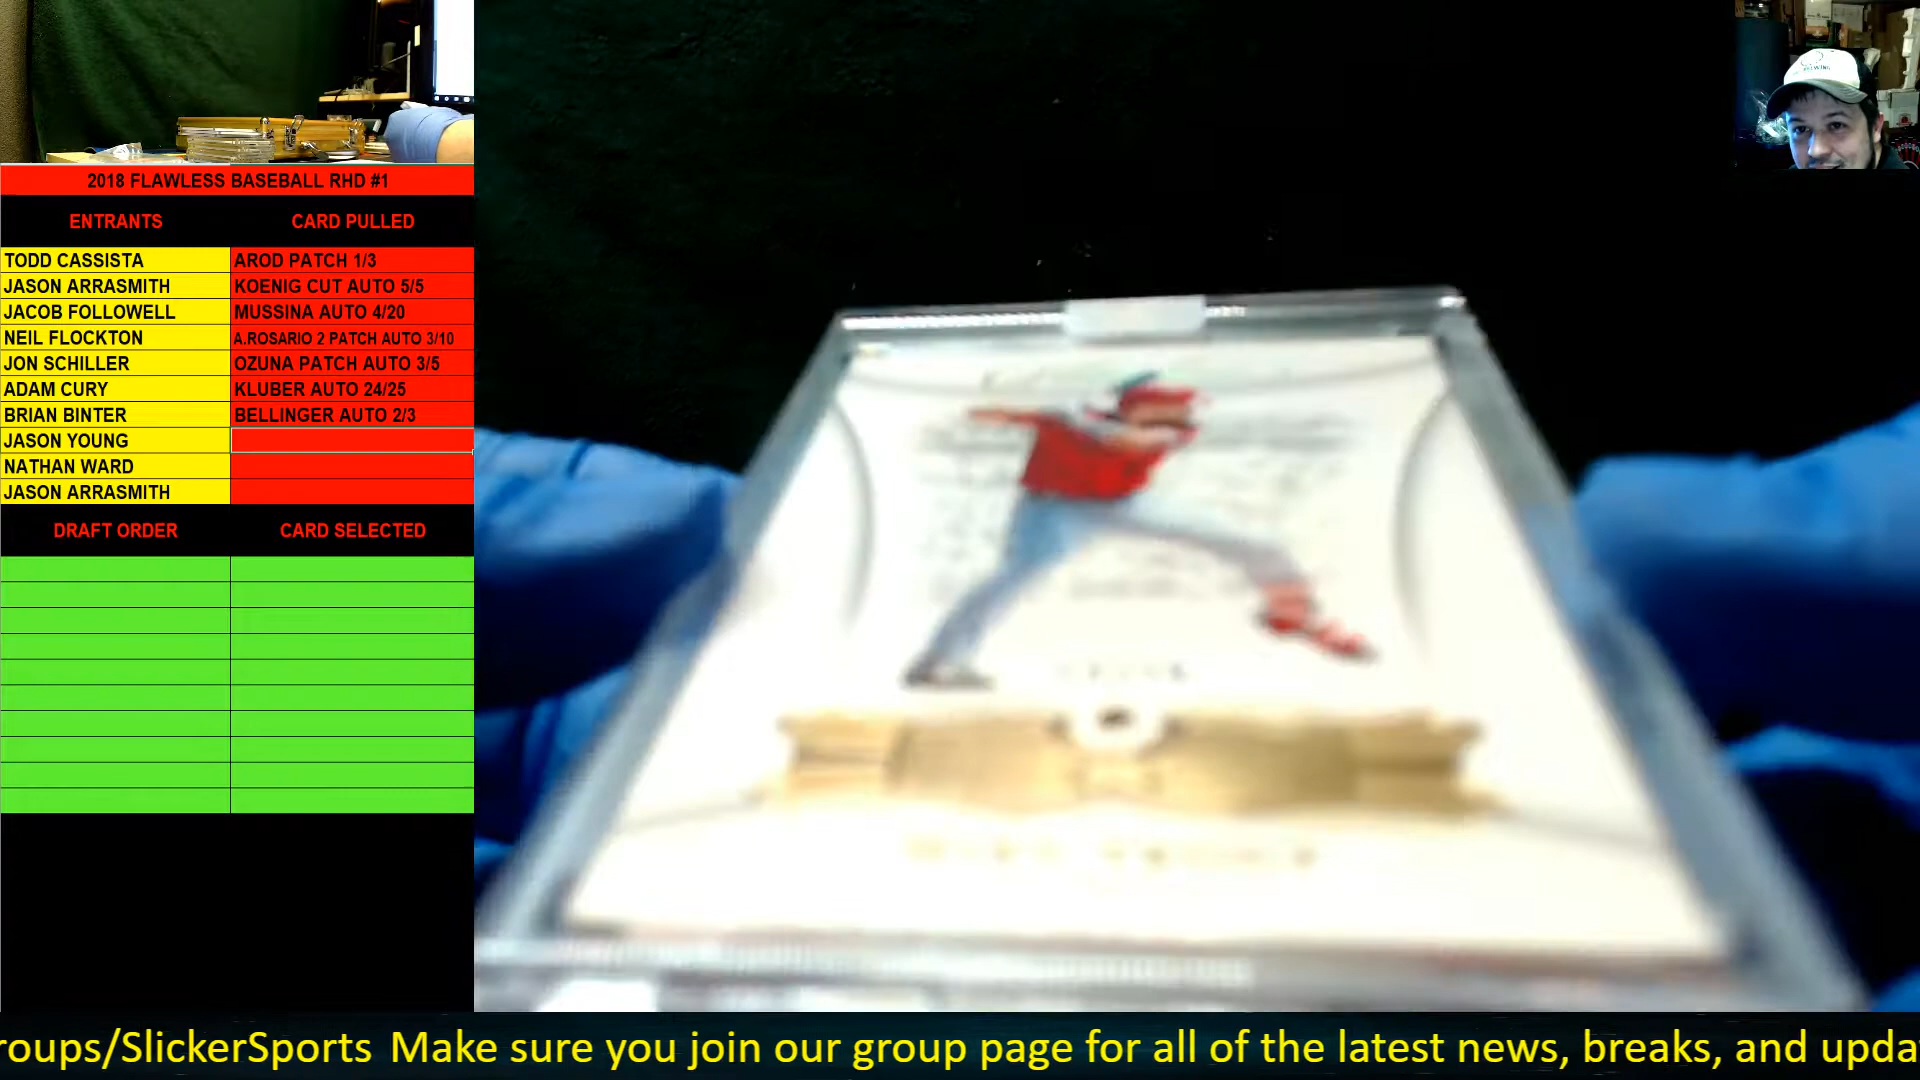 2018 FLAWLESS BASEBALL RHD #1
ENTRANTS CARD PULLED
TODD CASSISTA AROD PATCH 1/3
JASON ARRASMITH KOENIG CUT AUTO 5/5
JACOB FOLLOWELL MUSSINA AUTO 4/20
NEIL FLOCKTON A.ROSARIO 2 PATCH AUTO 3/10
JON SCHILLER OZUNA PATCH AUTO 3/5
ADAM CURY KLUBER AUTO 24/25
BRIAN BINTER BELLINGER AUTO 2/3
JASON YOUNG
NATHAN WARD
JASON ARRASMITH
DRAFT ORDER CARD SELECTED
roups/SlickerSports Make sure you join our group page for all of the latest news, breaks, and upda